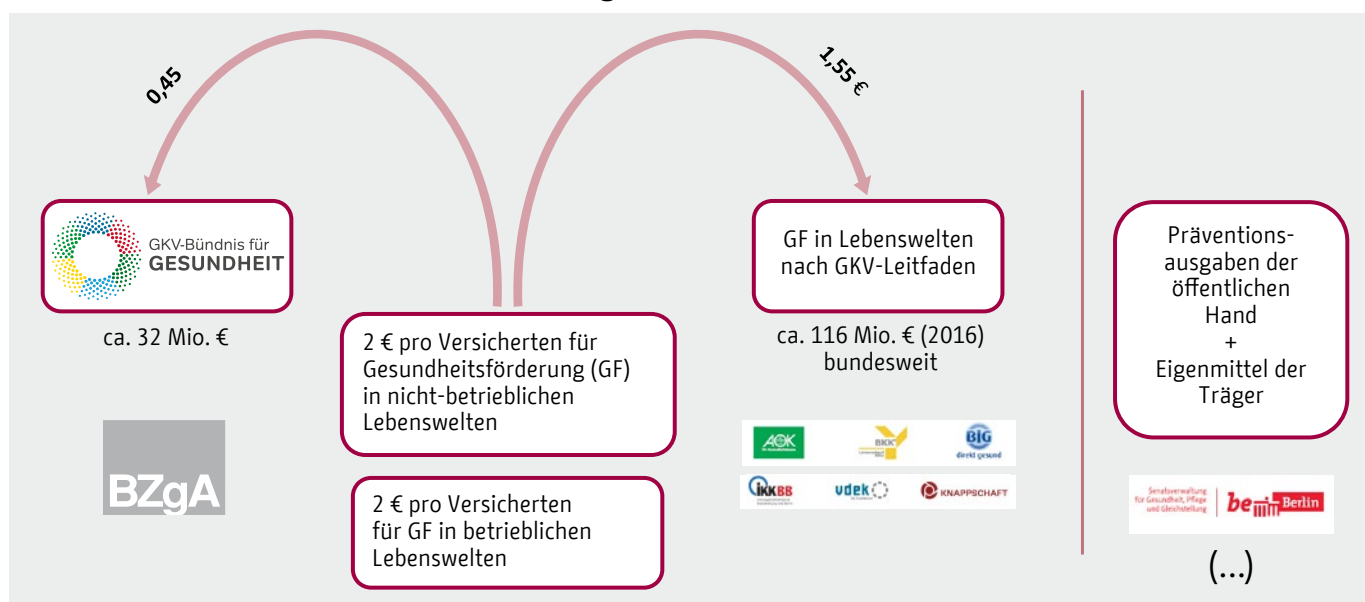 0,45
1,55 €
GKV-Bündnis für
GESUNDHEIT
ca. 32 Mio. €
BZgA
2 € pro Versicherten für
Gesundheitsförderung (GF)
in nicht-betrieblichen
Lebenswelten
2 € pro Versicherten
für GF in betrieblichen
Lebenswelten
GF in Lebenswelten
nach GKV-Leitfaden
ca. 116 Mio. € (2016)
bundesweit
AOK
BKK
BIG
direkt gesund
IKKBB
vdek
KNAPPSCHAFT
Präventions-
ausgaben der
öffentlichen
Hand
+
Eigenmittel der
Träger
Senatsverwaltung
für Gesundheit, Pflege
und Gleichstellung
be Berlin
(...)